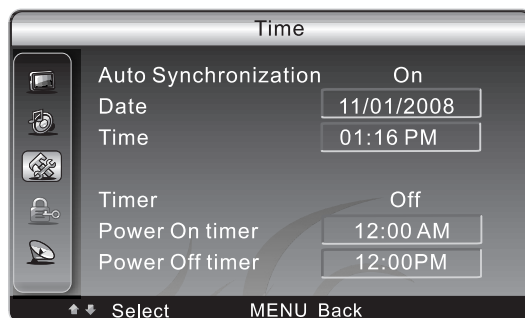 Time
Auto Synchronization On
Date 11/01/2008
Time 01:16 PM
Timer Off
Power On timer 12:00 AM
Power Off timer 12:00PM
Select MENU Back